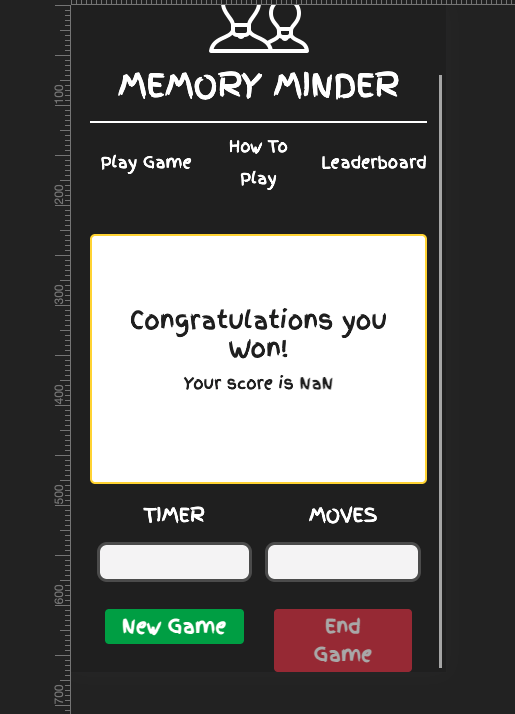 MEMORY MINDER
Play Game
How To
Play
Leaderboard
Congratulations you
Won!
Your score is NaN
TIMER
MOVES
New Game
End
Game
100
200
300
400
500
600
700